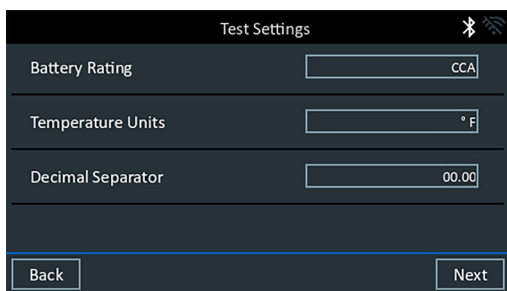 Test Settings
Battery Rating CCA
Temperature Units ° F
Decimal Separator 00.00
Back Next